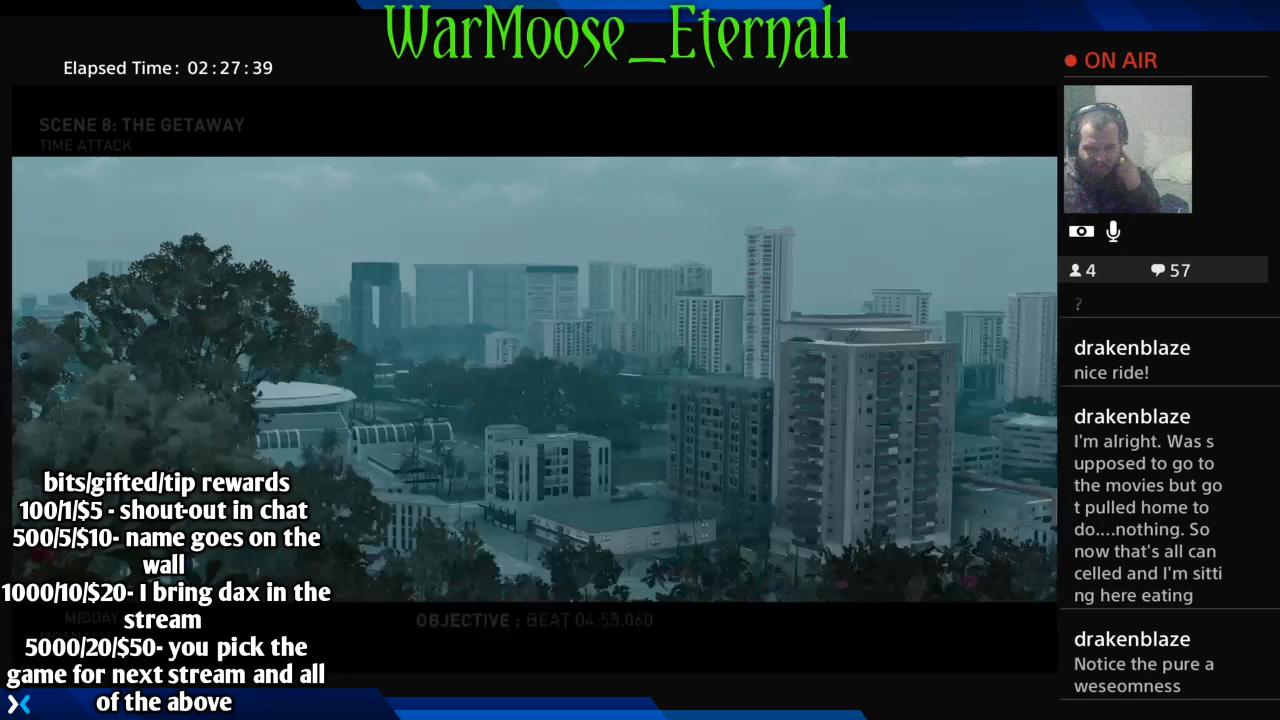 WarMoose_Eternal1
Elapsed Time: 02:27:39
ON AIR
SCENE 8: THE GETAWAY
TIME ATTACK
4
57
?
drakenblaze
nice ride!
drakenblaze
I'm alright. Was s
upposed to go to
the movies but go
t pulled home to
do....nothing. So
now that's all can
celled and I'm sitti
ng here eating
drakenblaze
Notice the pure a
weseomness
bits/gifted/tip rewards
100/1/$5 - shout-out in chat
500/5/$10- name goes on the
wall
1000/10/$20- I bring dax in the
stream
5000/20/$50- you pick the
game for next stream and all
of the above
MIDDAY
OBJECTIVE : BEAT 04:55.060